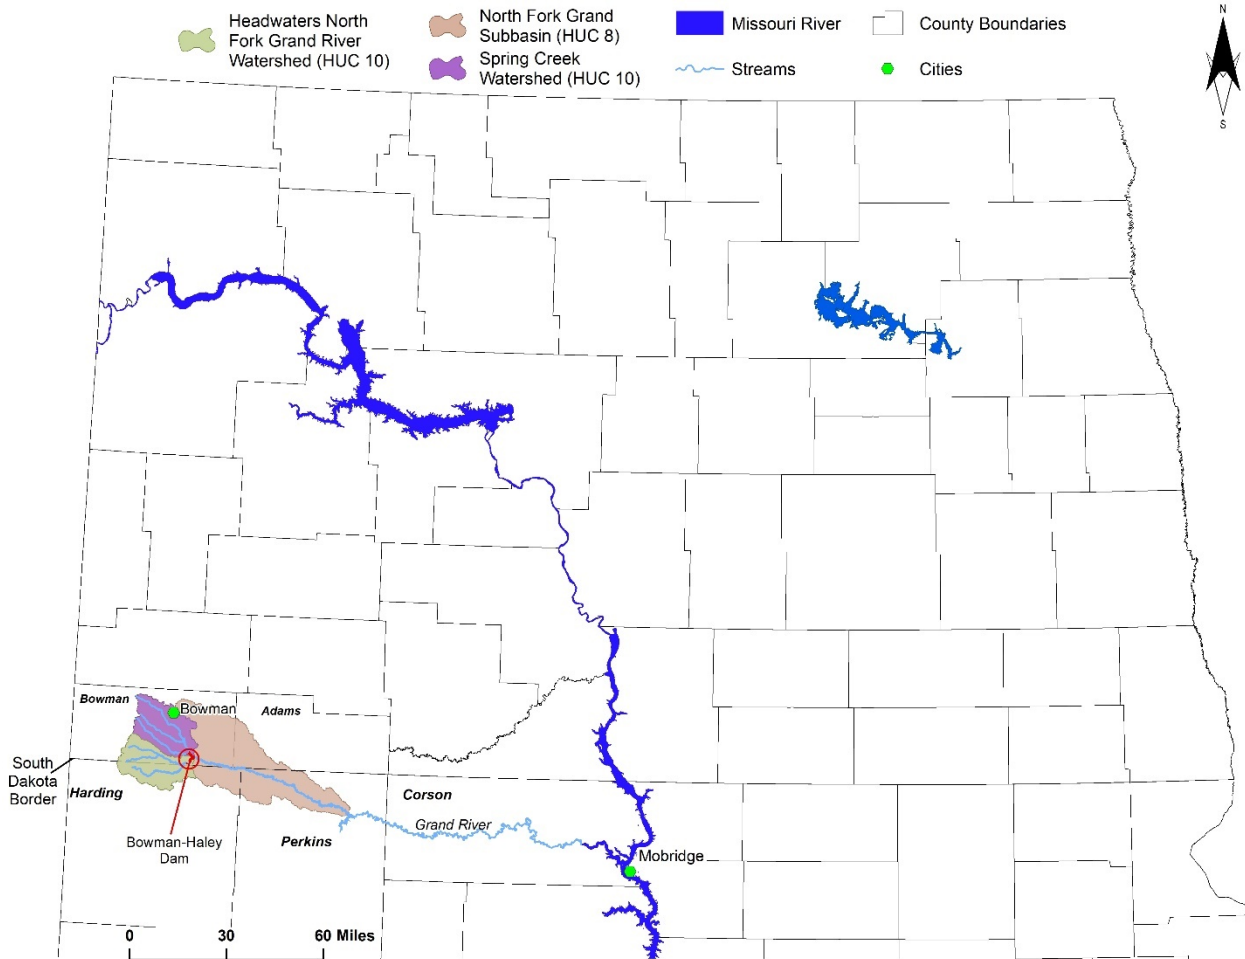 Headwaters North
Fork Grand River
Watershed (HUC 10)
North Fork Grand
Subbasin (HUC 8)
Spring Creek
Watershed (HUC 10)
Missouri River
Streams
County Boundaries
Cities
N
S
Bowman
Bowman
Adams
South
Dakota
Border
Harding
Corson
Grand River
Perkins
Bowman-Haley
Dam
Mobridge
0 30 60 Miles